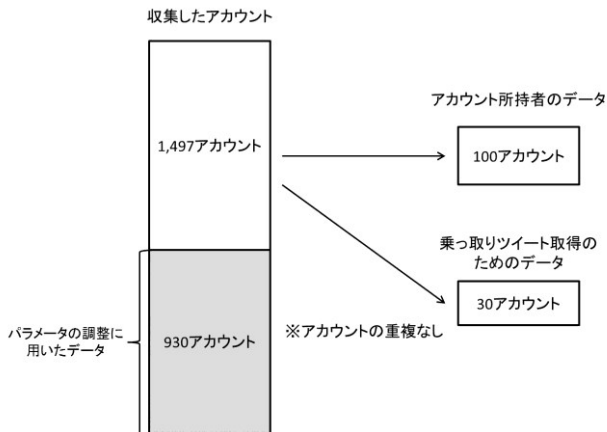 収集したアカウント
1,497アカウント
アカウント所持者のデータ
100アカウント
乗っ取りツイート取得の
ためのデータ
30アカウント
※アカウントの重複なし
パラメータの調整に
用いたデータ
930アカウント